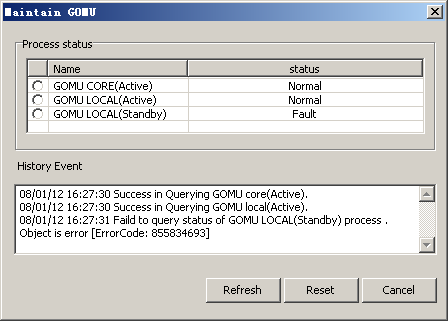 Maintain GOMU
Process status
Name status
GOMU CORE(Active) Normal
GOMU LOCAL(Active) Normal
GOMU LOCAL(Standby) Fault
History Event
08/01/12 16:27:30 Success in Querying GOMU core(Active).
08/01/12 16:27:30 Success in Querying GOMU local(Active).
08/01/12 16:27:31 Faild to query status of GOMU LOCAL(Standby) process .
Object is error [ErrorCode: 855834693]
Refresh Reset Cancel